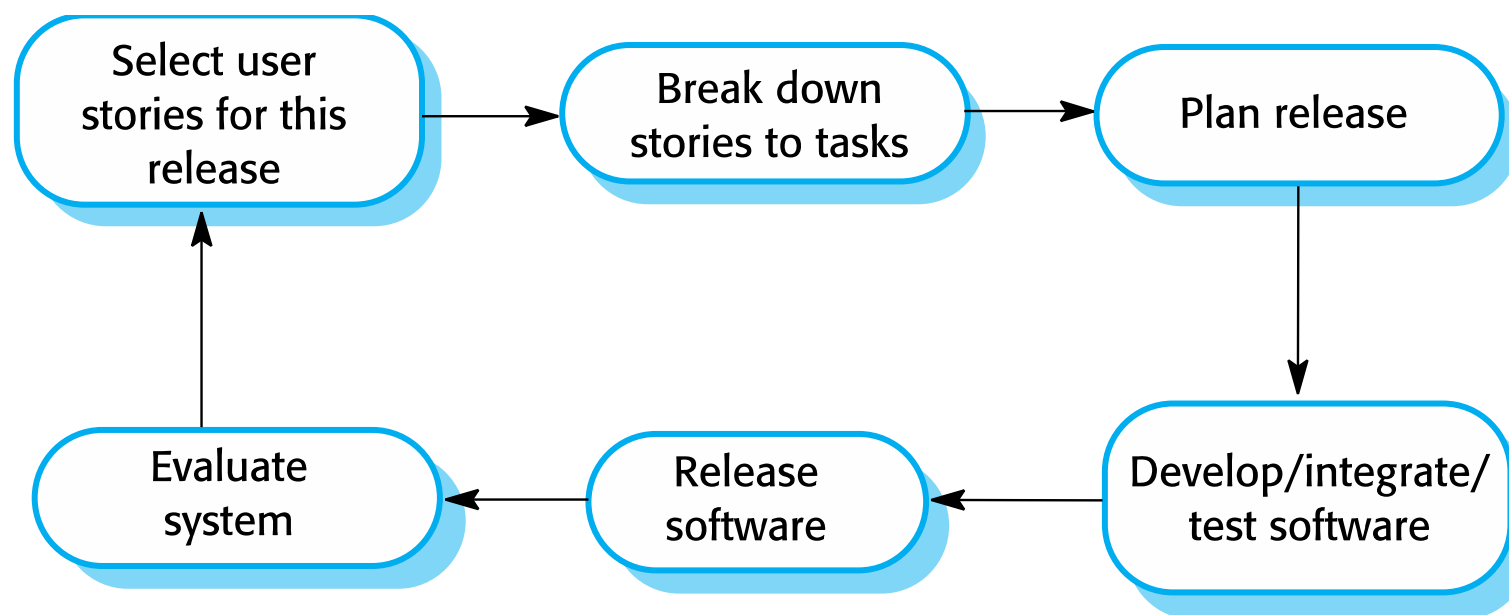 Select user
stories for this
release
Break down
stories to tasks
Plan release
Develop/integrate/
test software
Release
software
Evaluate
system